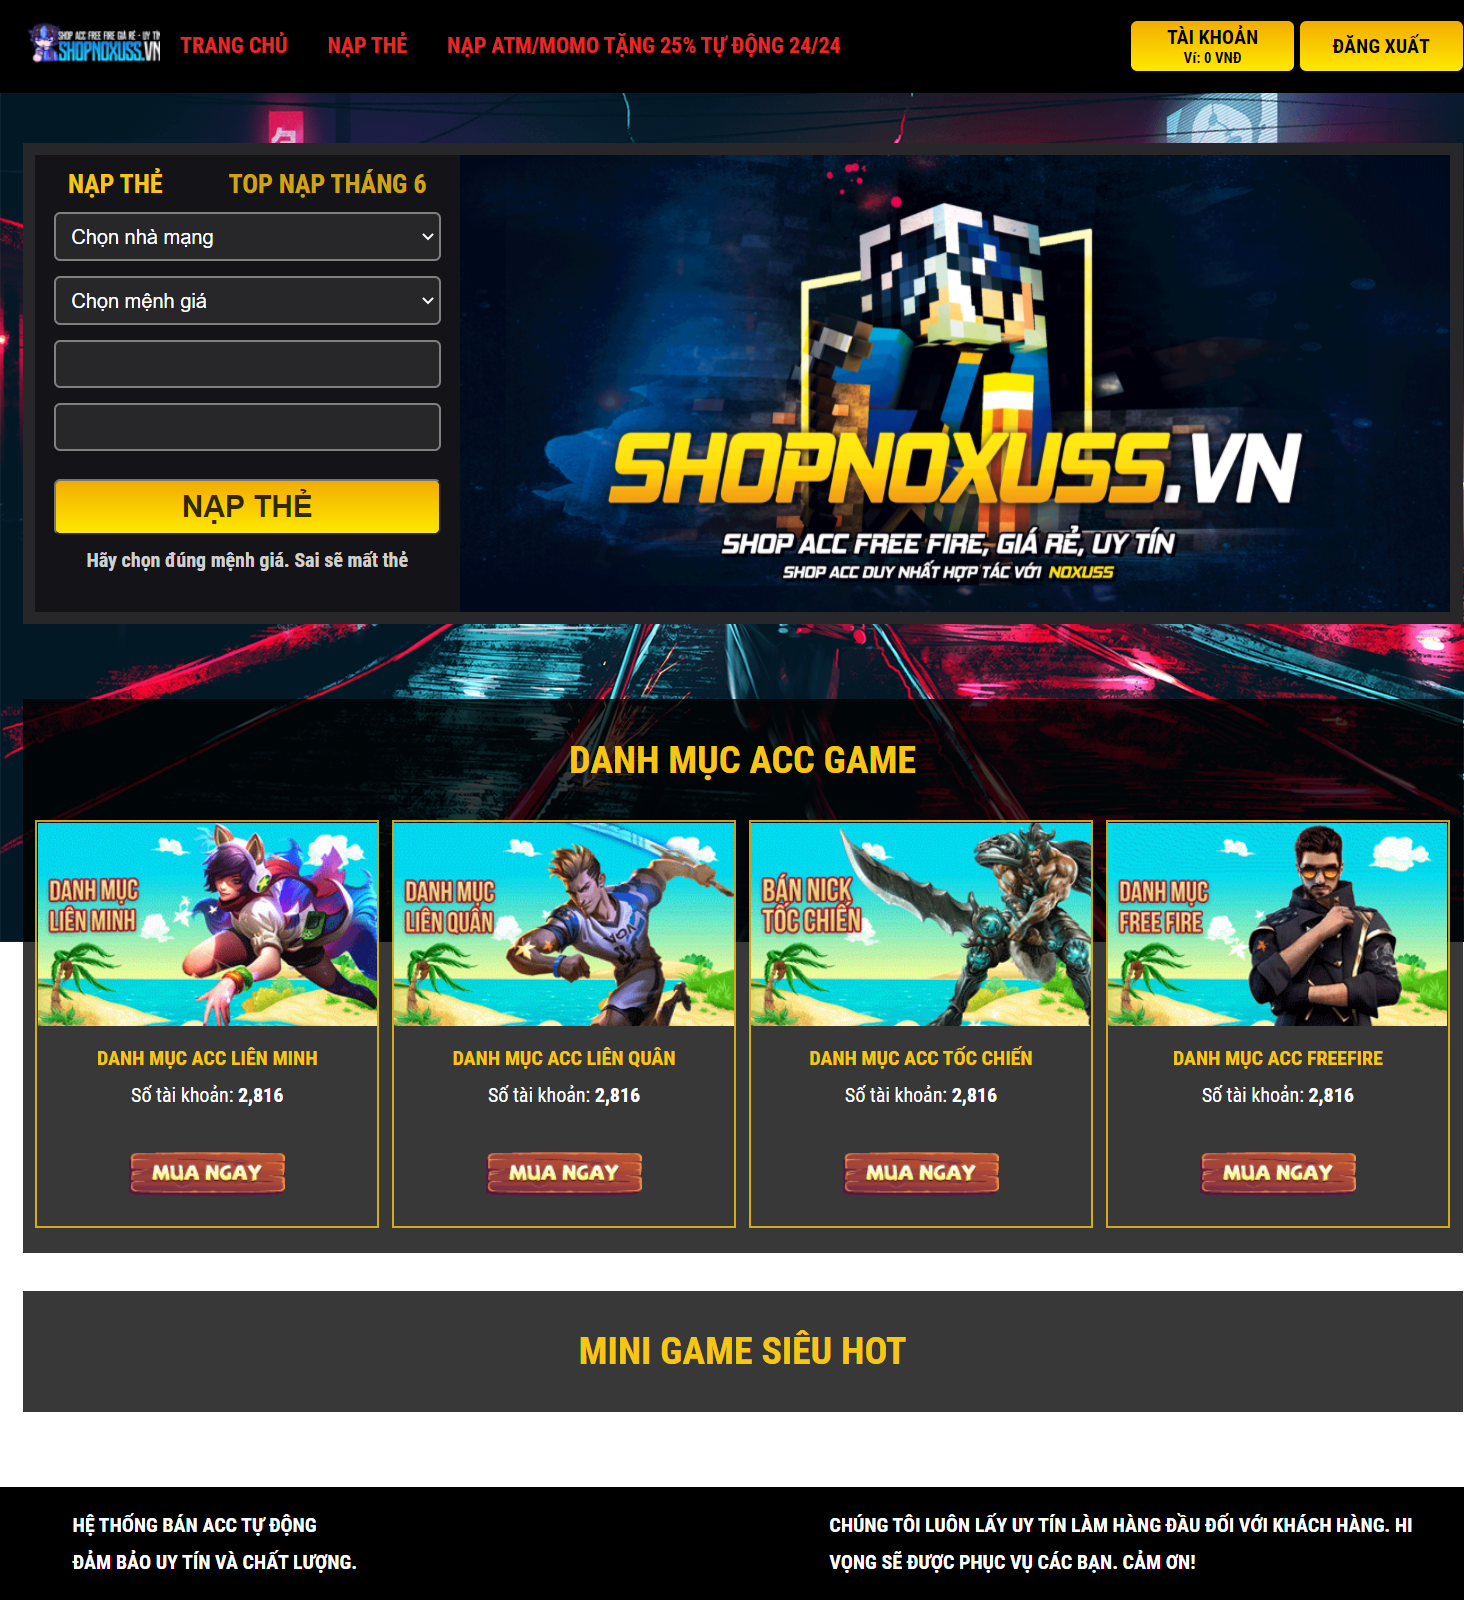 SHOP ACC FREE FIRE GIÁ RẺ - UY TÍN
SHOPNOXUSS.VN
TRANG CHỦ
NẠP THẺ
NẠP ATM/MOMO TẶNG 25% TỰ ĐỘNG 24/24
TÀI KHOẢN
Ví: 0 VNĐ
ĐĂNG XUẤT
NẠP THẺ
TOP NẠP THÁNG 6
Chọn nhà mạng
Chọn mệnh giá
NẠP THẺ
Hãy chọn đúng mệnh giá. Sai sẽ mất thẻ
SHOPNOXUSS.VN
SHOP ACC FREE FIRE, GIÁ RẺ, UY TÍN
SHOP ACC DUY NHẤT HỢP TÁC VỚI NOXUSS
DANH MỤC ACC GAME
DANH MỤC
LIÊN MINH
DANH MỤC ACC LIÊN MINH
Số tài khoản: 2,816
MUA NGAY
DANH MỤC
LIÊN QUÂN
DANH MỤC ACC LIÊN QUÂN
Số tài khoản: 2,816
MUA NGAY
BÁN NICK
TỐC CHIẾN
DANH MỤC ACC TỐC CHIẾN
Số tài khoản: 2,816
MUA NGAY
DANH MỤC
FREE FIRE
DANH MỤC ACC FREEFIRE
Số tài khoản: 2,816
MUA NGAY
MINI GAME SIÊU HOT
HỆ THỐNG BÁN ACC TỰ ĐỘNG
ĐẢM BẢO UY TÍN VÀ CHẤT LƯỢNG.
CHÚNG TÔI LUÔN LẤY UY TÍN LÀM HÀNG ĐẦU ĐỐI VỚI KHÁCH HÀNG. HI
VỌNG SẼ ĐƯỢC PHỤC VỤ CÁC BẠN. CẢM ƠN!